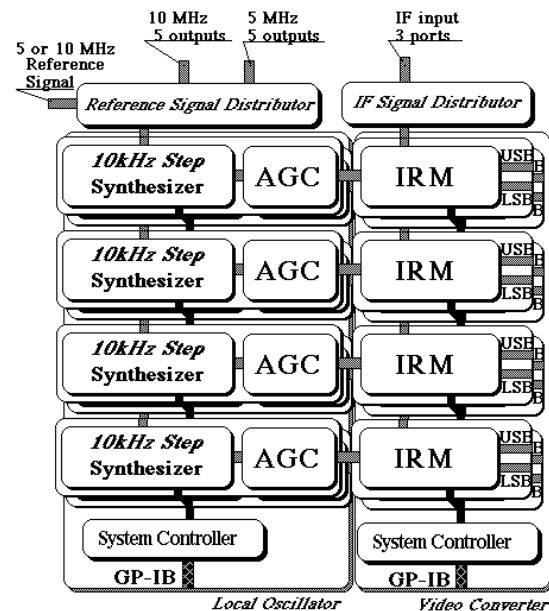 10 MHz
5 outputs
5 MHz
5 outputs
IF input
3 ports
5 or 10 MHz
Reference
Signal
Reference Signal Distributor
IF Signal Distributor
10kHz Step
Synthesizer
AGC
IRM
USB
B
LSB
B
10kHz Step
Synthesizer
AGC
IRM
USB
B
LSB
B
10kHz Step
Synthesizer
AGC
IRM
USB
B
LSB
B
10kHz Step
Synthesizer
AGC
IRM
USB
B
LSB
B
System Controller
System Controller
GP-IB
GP-IB
Local Oscillator
Video Converter